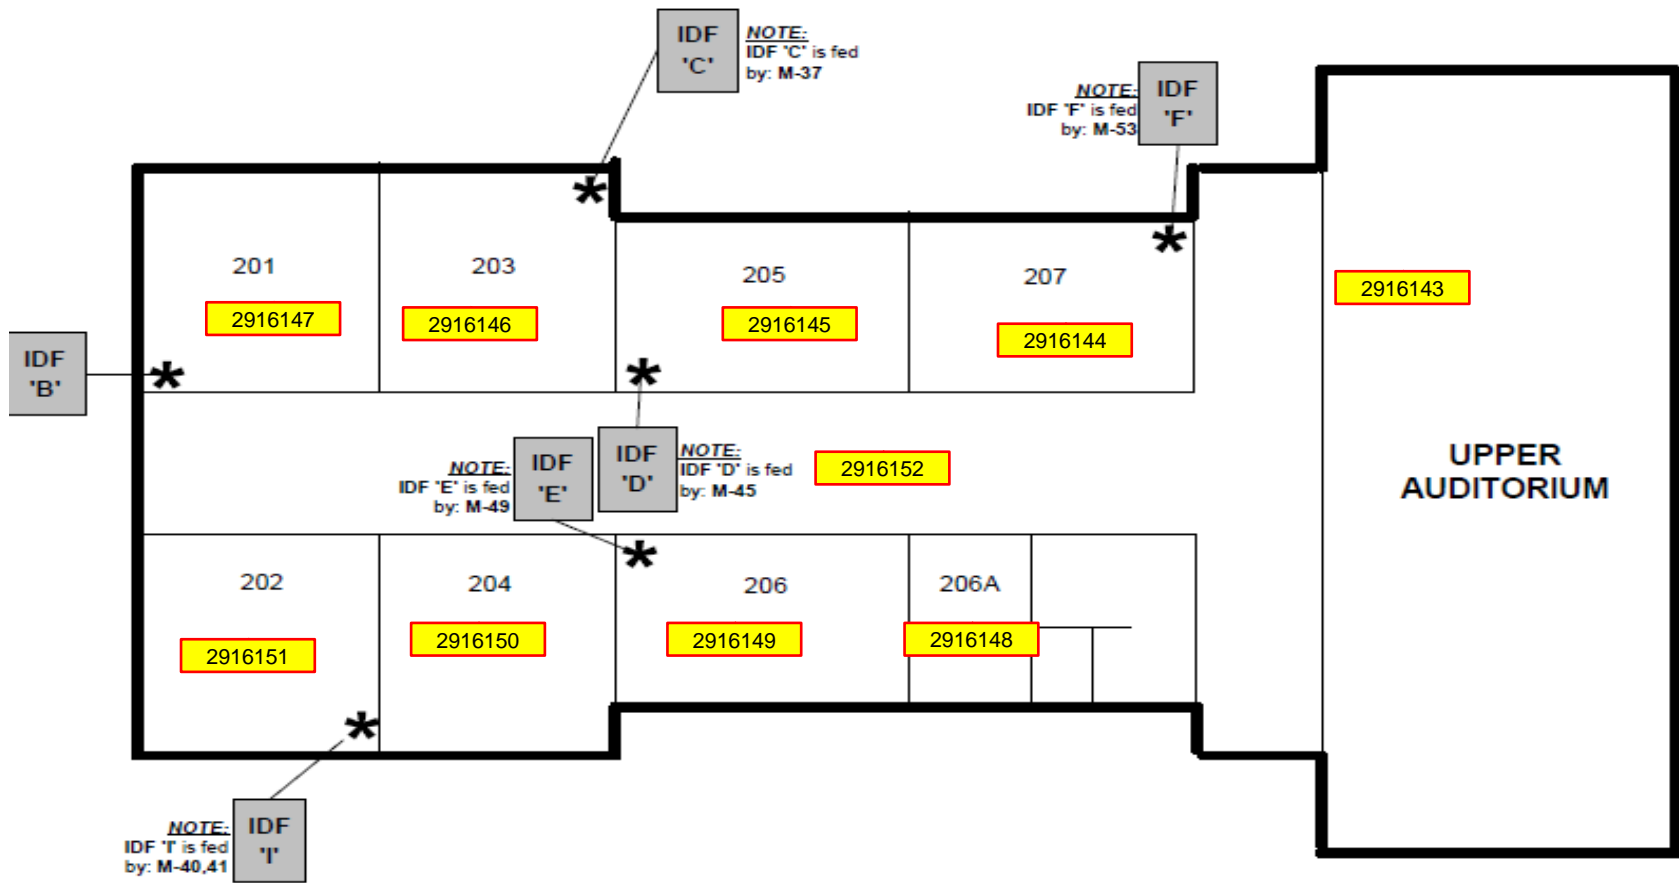 IDF
'C'
NOTE:
IDF 'C' is fed
by: M-37
NOTE:
IDF 'F' is fed
by: M-53
IDF
'F'
201
203
205
207
2916147
2916146
2916145
2916144
2916143
IDF
'B'
NOTE:
IDF 'E' is fed
by: M-49
IDF
'E'
IDF
'D'
NOTE:
IDF 'D' is fed
by: M-45
2916152
UPPER
AUDITORIUM
202
204
206
206A
2916151
2916150
2916149
2916148
NOTE:
IDF 'I' is fed
by: M-40,41
IDF
'I'